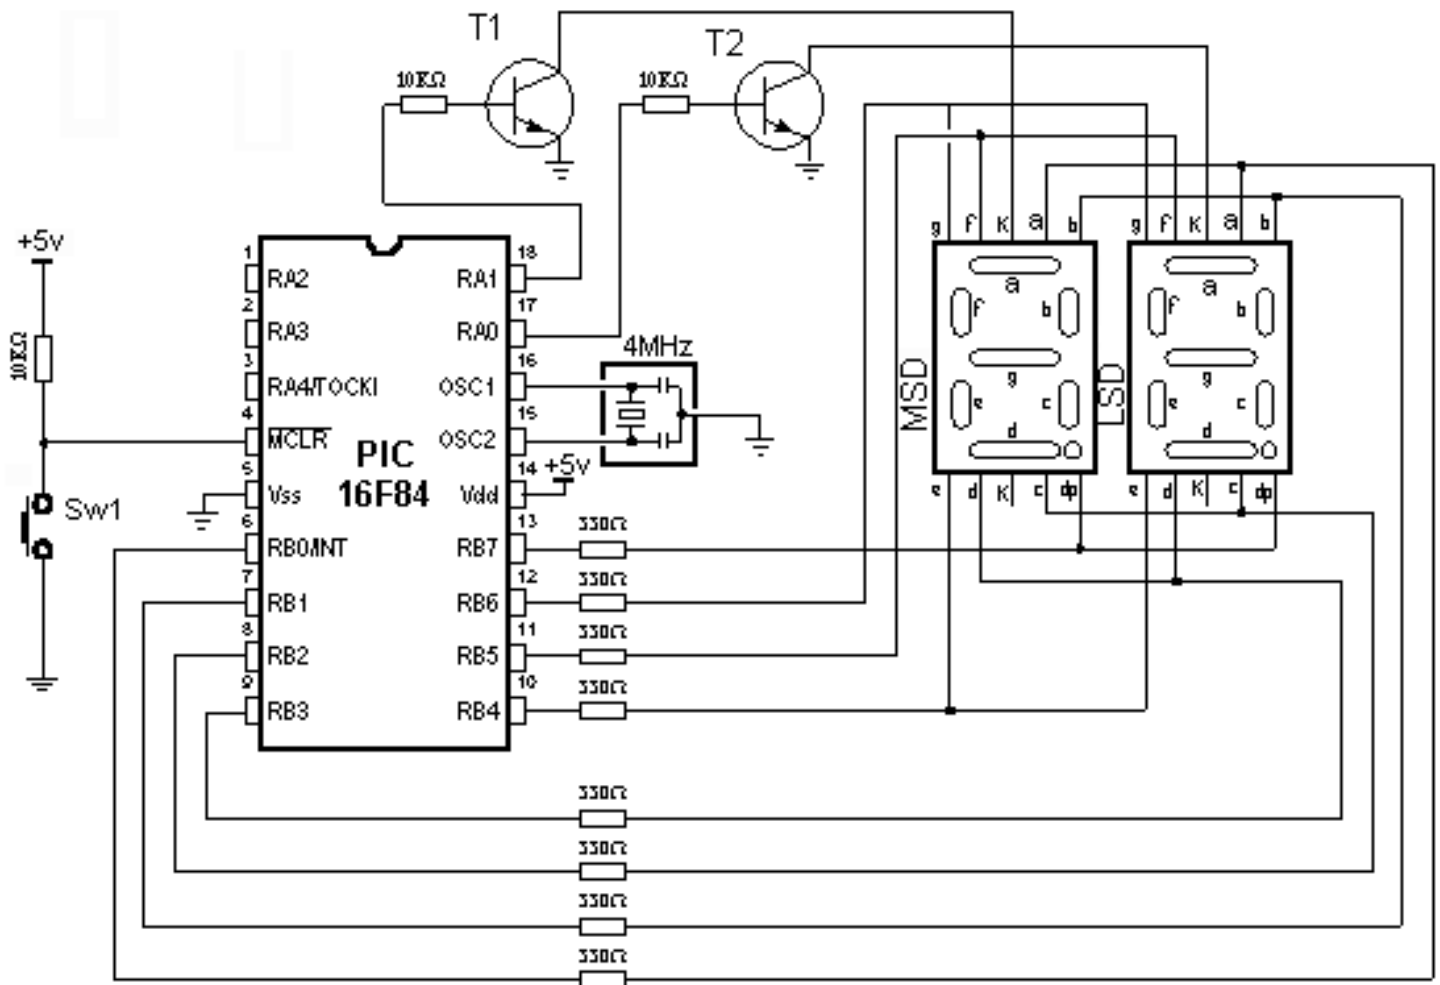 T1
T2
10KΩ
10KΩ
+5v
10KΩ
Sw1
1
RA2
2
RA3
3
RA4/TOCKI
4
MCLR
5
Vss
6
RB0/INT
7
RB1
8
RB2
9
RB3
PIC
16F84
18
RA1
17
RA0
16
OSC1
15
OSC2
14
Vdd
13
RB7
12
RB6
11
RB5
10
RB4
4MHz
+5v
330Ω
330Ω
330Ω
330Ω
330Ω
330Ω
330Ω
330Ω
g f K a b
g f K a b
MSD
a
f b
g
e c
d
e d K c dp
LSD
a
f b
g
e c
d
e d K c dp